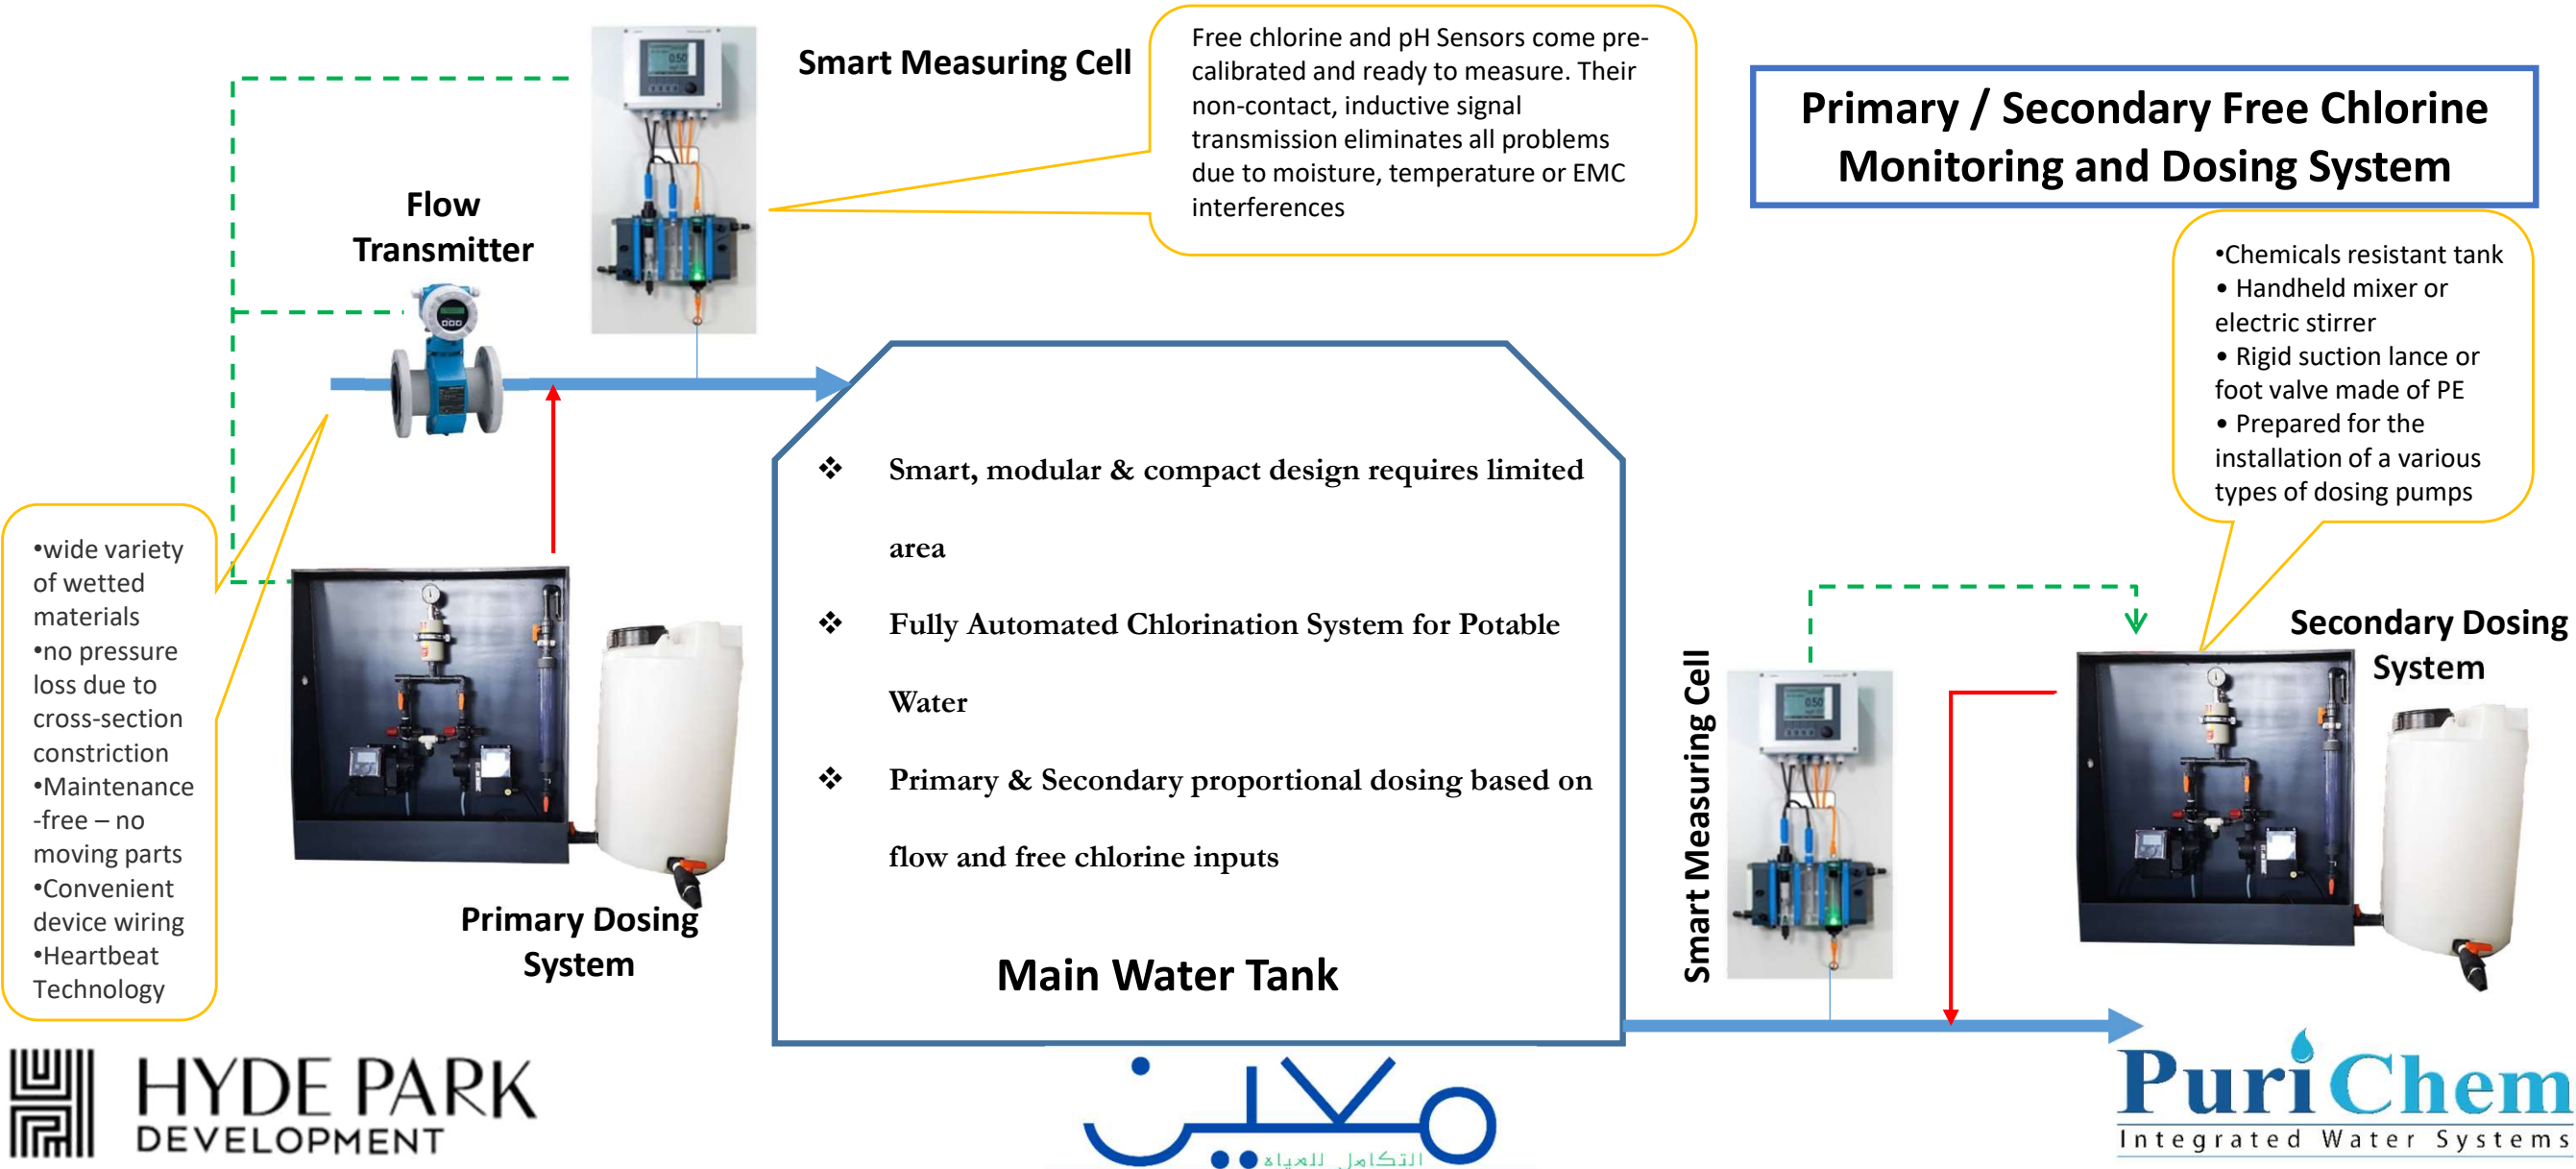 Smart Measuring Cell
Free chlorine and pH Sensors come pre-
calibrated and ready to measure. Their
non-contact, inductive signal
transmission eliminates all problems
due to moisture, temperature or EMC
interferences
Primary / Secondary Free Chlorine
Monitoring and Dosing System
Flow
Transmitter
•Chemicals resistant tank
• Handheld mixer or
electric stirrer
• Rigid suction lance or
foot valve made of PE
• Prepared for the
installation of a various
types of dosing pumps
•wide variety
of wetted
materials
•no pressure
loss due to
cross-section
constriction
•Maintenance
-free – no
moving parts
•Convenient
device wiring
•Heartbeat
Technology
❖ Smart, modular & compact design requires limited
area
❖ Fully Automated Chlorination System for Potable
Water
❖ Primary & Secondary proportional dosing based on
flow and free chlorine inputs
Main Water Tank
Primary Dosing
System
Smart Measuring Cell
0.50
0.50
Secondary Dosing
System
HYDE PARK
DEVELOPMENT
التكامل للمياه
PuriChem
Integrated Water Systems